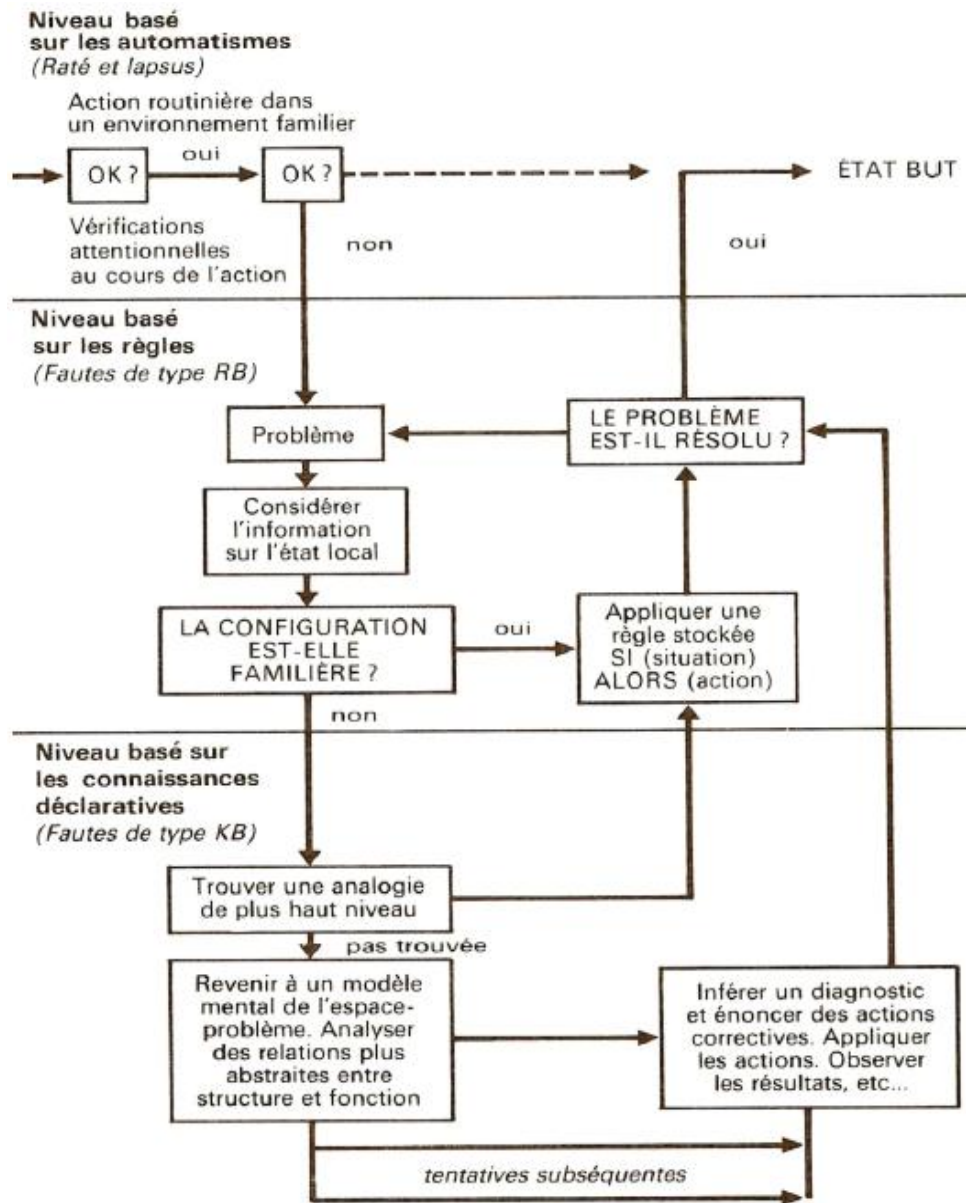 Niveau basé
sur les automatismes
(Raté et lapsus)
Action routinière dans
un environnement familier
OK ?
oui
OK ?
ÉTAT BUT
Vérifications
attentionnelles
au cours de l'action
non
oui
Niveau basé
sur les règles
(Fautes de type RB)
Problème
LE PROBLÈME
EST-IL RÉSOLU ?
Considérer
l'information
sur l'état local
LA CONFIGURATION
EST-ELLE
FAMILIÈRE ?
oui
Appliquer une
règle stockée
SI (situation)
ALORS (action)
non
Niveau basé sur
les connaissances
déclaratives
(Fautes de type KB)
Trouver une analogie
de plus haut niveau
pas trouvée
Revenir à un modèle
mental de l'espace-
problème. Analyser
des relations plus
abstraites entre
structure et fonction
Inférer un diagnostic
et énoncer des actions
correctives. Appliquer
les actions. Observer
les résultats, etc...
tentatives subséquentes